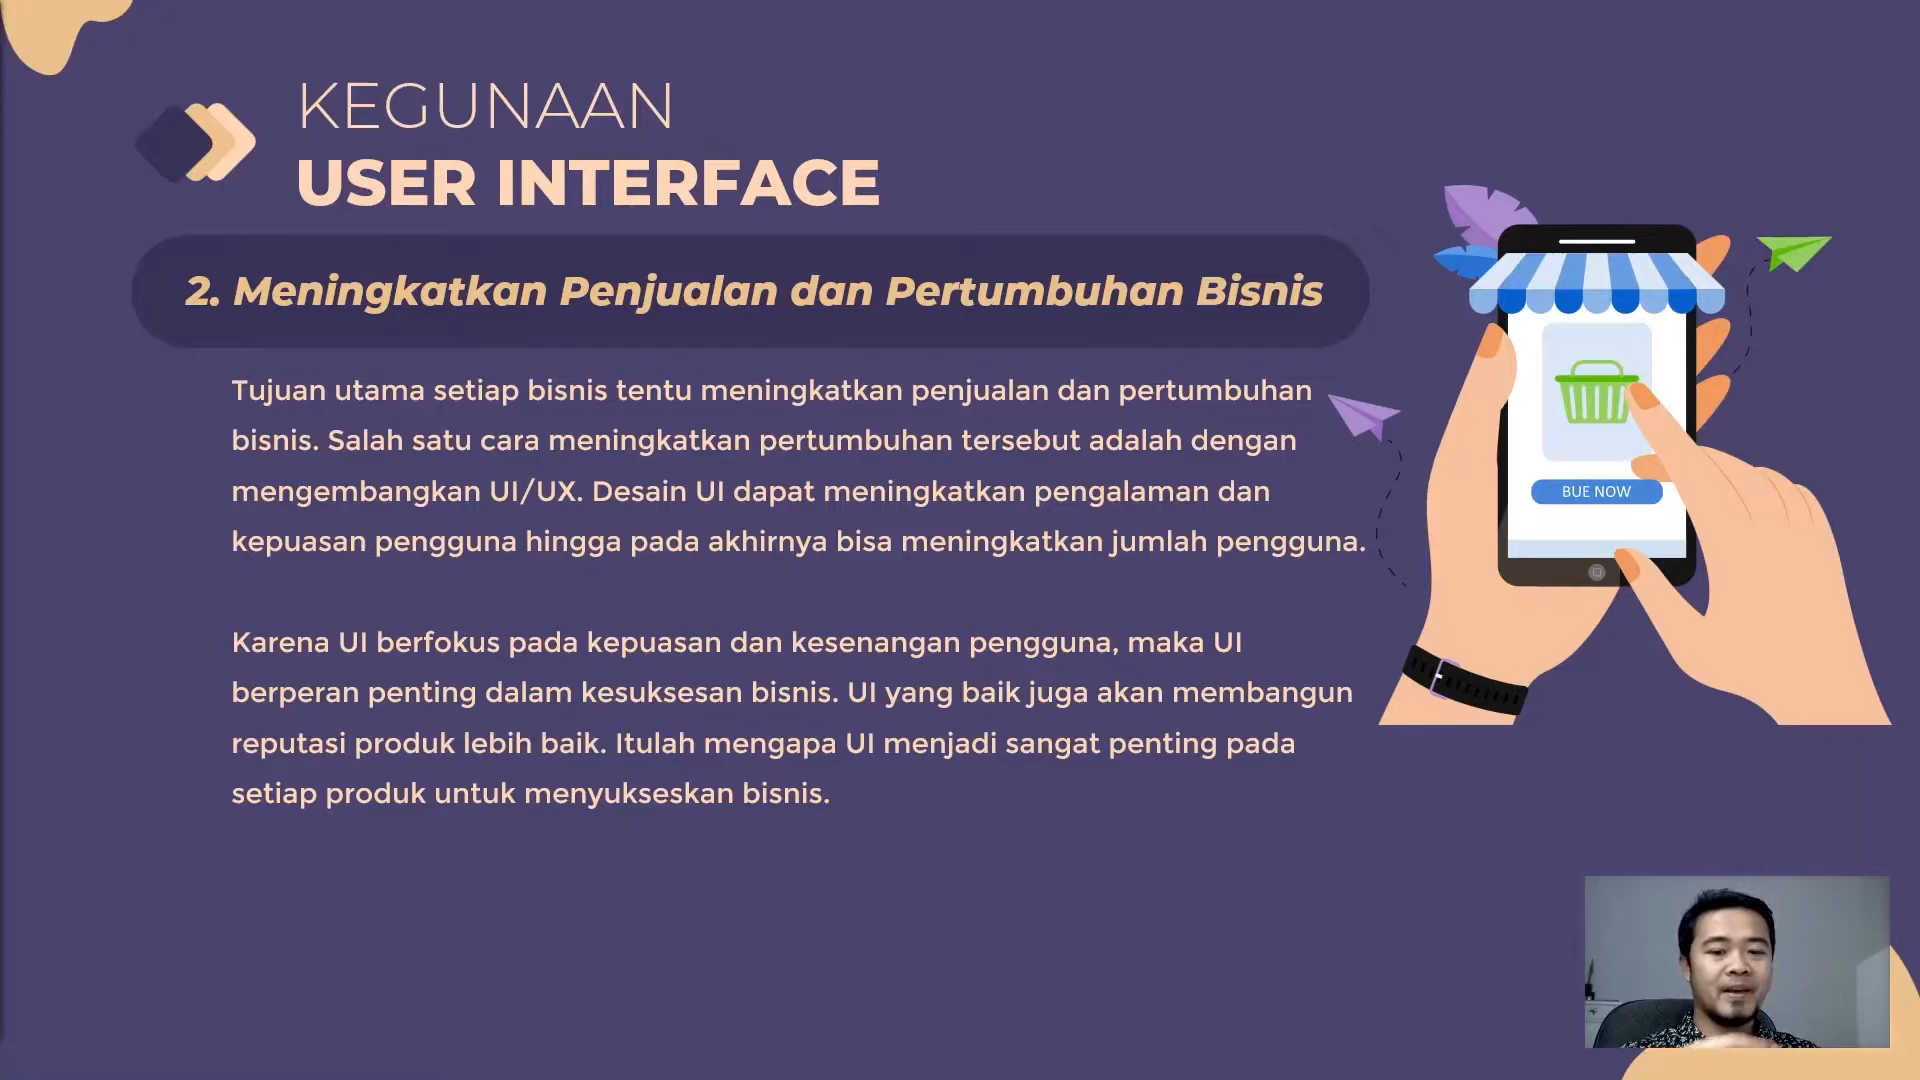 KEGUNAAN
USER INTERFACE
2. Meningkatkan Penjualan dan Pertumbuhan Bisnis
Tujuan utama setiap bisnis tentu meningkatkan penjualan dan pertumbuhan
bisnis. Salah satu cara meningkatkan pertumbuhan tersebut adalah dengan
mengembangkan UI/UX. Desain UI dapat meningkatkan pengalaman dan
kepuasan pengguna hingga pada akhirnya bisa meningkatkan jumlah pengguna.
Karena UI berfokus pada kepuasan dan kesenangan pengguna, maka UI
berperan penting dalam kesuksesan bisnis. UI yang baik juga akan membangun
reputasi produk lebih baik. Itulah mengapa UI menjadi sangat penting pada
setiap produk untuk menyukseskan bisnis.
BUE NOW